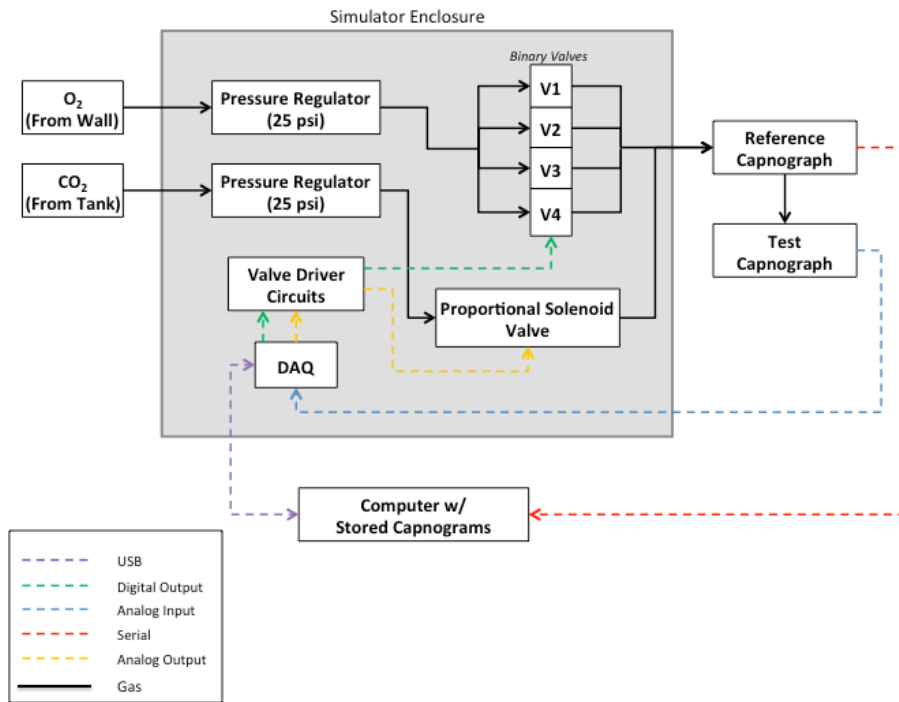 Simulator Enclosure
Binary Valves
O₂
(From Wall)
Pressure Regulator
(25 psi)
V1
V2
V3
V4
Reference
Capnograph
CO₂
(From Tank)
Pressure Regulator
(25 psi)
Test
Capnograph
Valve Driver
Circuits
Proportional Solenoid
Valve
DAQ
Computer w/
Stored Capnograms
USB
Digital Output
Analog Input
Serial
Analog Output
Gas